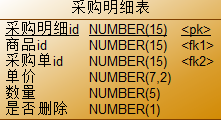 采购明细表
采购明细id NUMBER(15) <pk>
商品id NUMBER(15) <fk1>
采购单id NUMBER(15) <fk2>
单价 NUMBER(7,2)
数量 NUMBER(5)
是否删除 NUMBER(1)